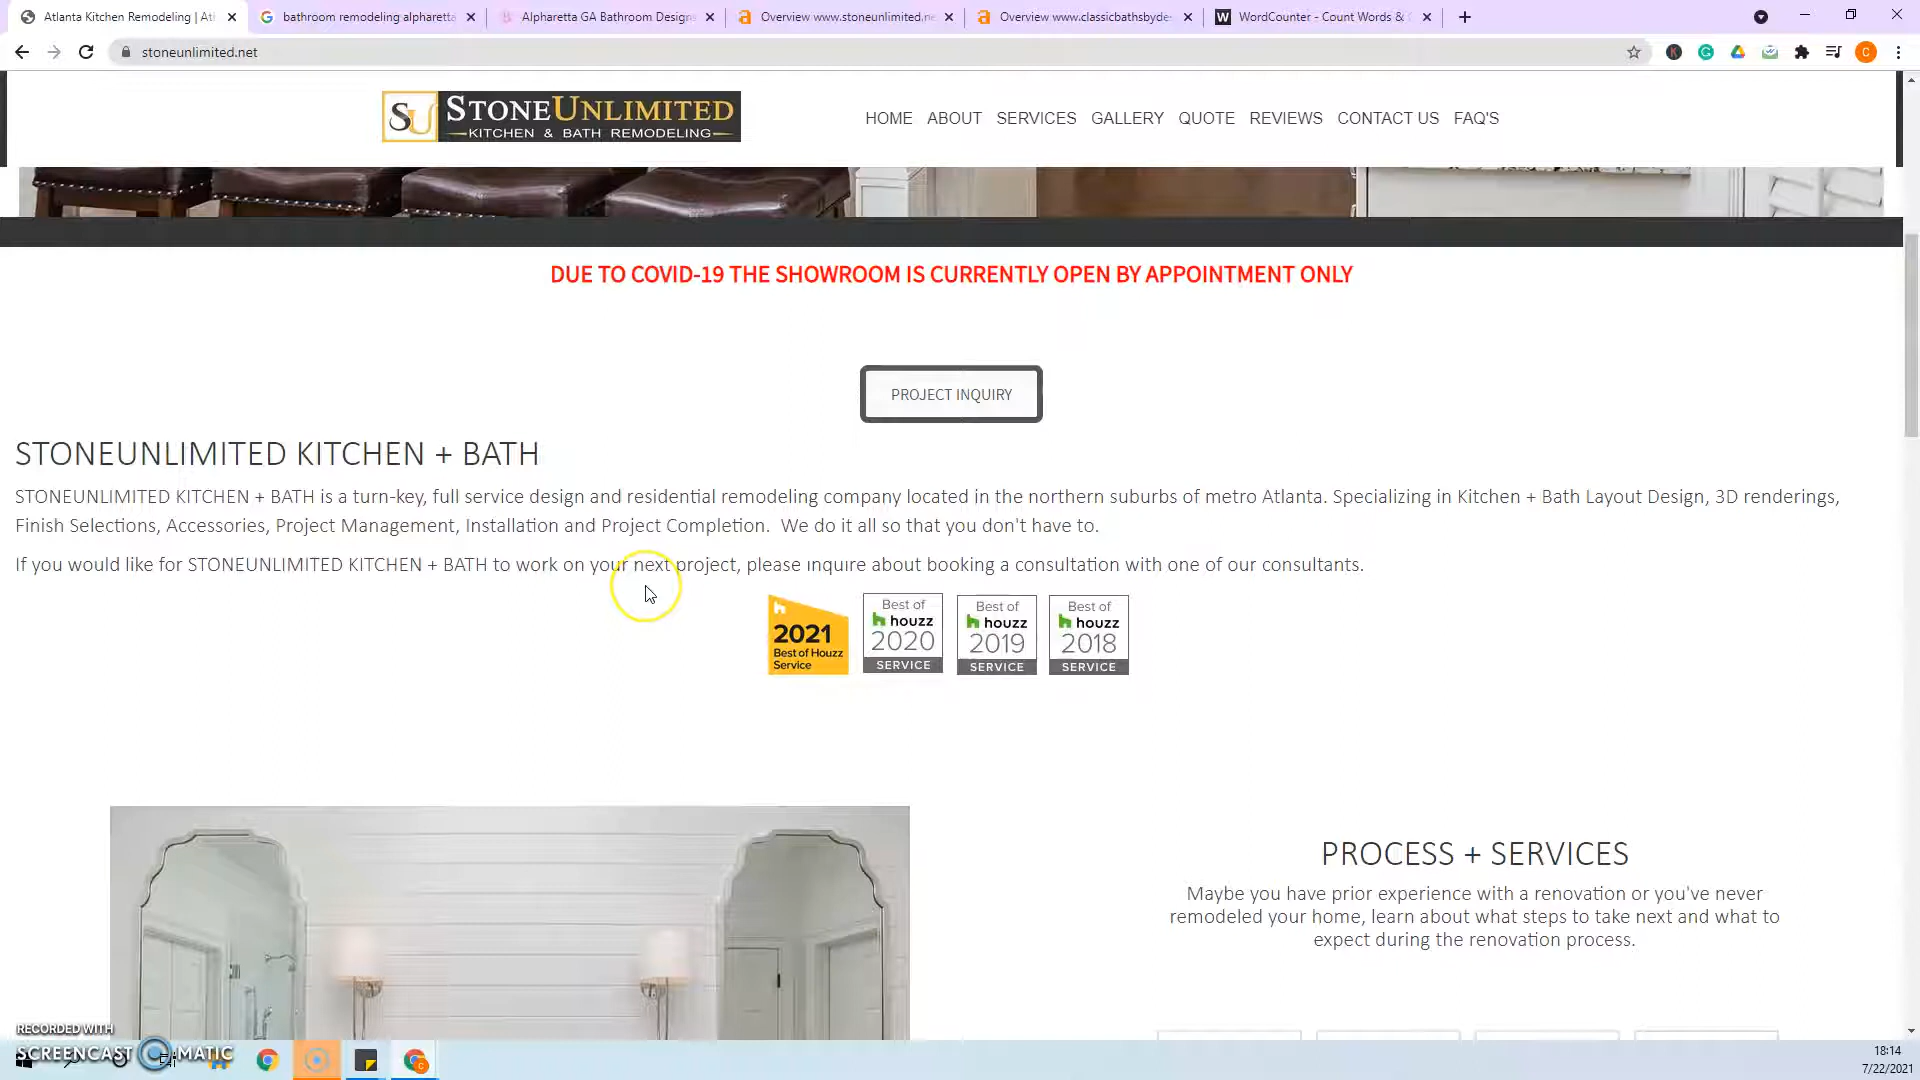 Atlanta Kitchen Remodeling | Atl
bathroom remodeling alpharetta
Alpharetta GA Bathroom Design
Overview www.stoneunlimited.ne
Overview www.classicbathsbydes
W WordCounter - Count Words & C
stoneunlimited.net
K
C
SU STONEUNLIMITED
KITCHEN & BATH REMODELING
HOME ABOUT SERVICES GALLERY QUOTE REVIEWS CONTACT US FAQ'S
DUE TO COVID-19 THE SHOWROOM IS CURRENTLY OPEN BY APPOINTMENT ONLY
PROJECT INQUIRY
STONEUNLIMITED KITCHEN + BATH
STONEUNLIMITED KITCHEN + BATH is a turn-key, full service design and residential remodeling company located in the northern suburbs of metro Atlanta. Specializing in Kitchen + Bath Layout Design, 3D renderings,
Finish Selections, Accessories, Project Management, Installation and Project Completion. We do it all so that you don't have to.
If you would like for STONEUNLIMITED KITCHEN + BATH to work on your next project, please inquire about booking a consultation with one of our consultants.
2021
Best of Houzz
Service
Best of
houzz
2020
SERVICE
Best of
houzz
2019
SERVICE
Best of
houzz
2018
SERVICE
PROCESS + SERVICES
Maybe you have prior experience with a renovation or you've never
remodeled your home, learn about what steps to take next and what to
expect during the renovation process.
RECORDED WITH
SCREENCAST MATIC
18:14
7/22/2021